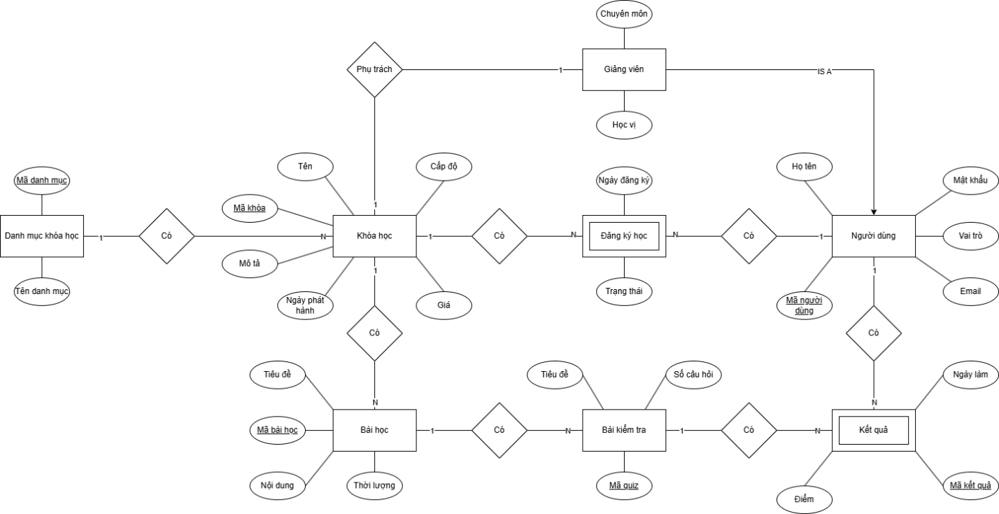 Chuyên môn
Phụ trách
1
Giảng viên
IS A
Học vị
Tên
Cấp độ
Họ tên
Mã danh mục
Ngày đăng ký
Mật khẩu
Mã khóa
1
Danh mục khóa học
1
Có
N
Khóa học
1
Có
N
Đăng ký học
N
Có
1
Người dùng
Vai trò
Mô tả
1
1
Tên danh mục
Trạng thái
Email
Ngày phát
hành
Giá
Mã người
dùng
Có
Có
Tiêu đề
Tiêu đề
Số câu hỏi
Ngày làm
N
N
Mã bài học
Bài học
1
Có
N
Bài kiểm tra
1
Có
N
Kết quả
Nội dung
Thời lượng
Mã quiz
Mã kết quả
Điểm